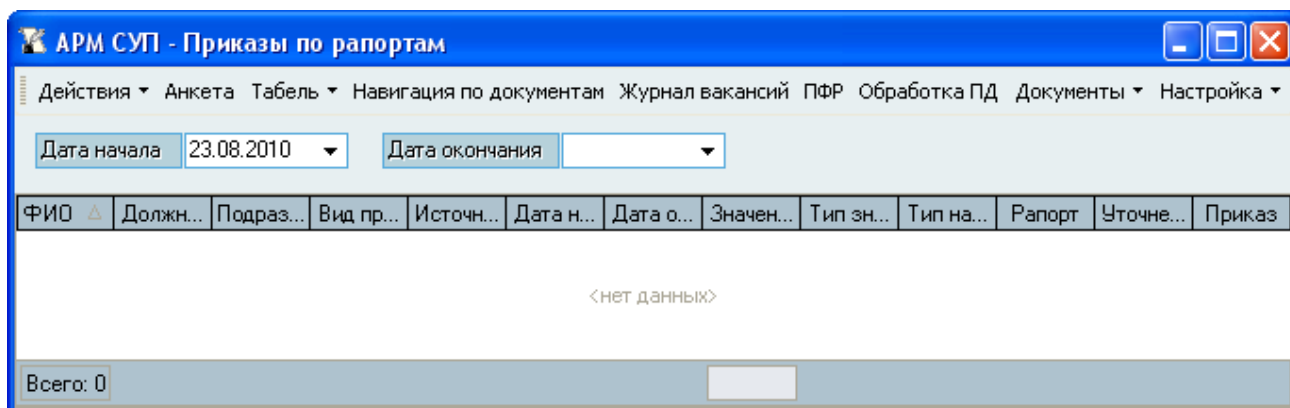 АРМ СУП - Приказы по рапортам
Действия Анкета Табель Навигация по документам Журнал вакансий ПФР Обработка ПД Документы Настройка
Дата начала 23.08.2010 Дата окончания
ФИО Должн... Подраз... Вид пр... Источн... Дата н... Дата о... Значен... Тип зн... Тип на... Рапорт Уточне... Приказ
<нет данных>
Всего: 0